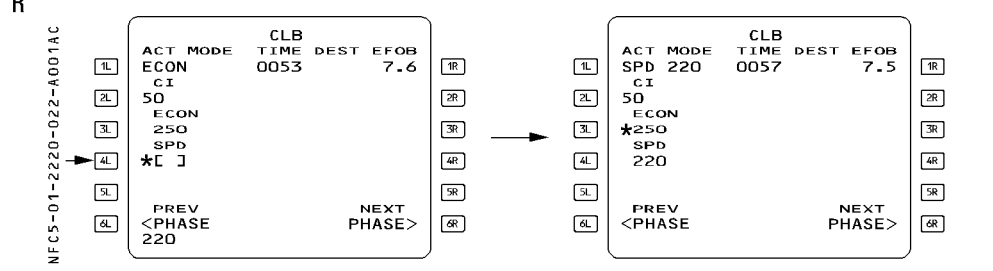 R
NFC5-01-2220-022-A001AC
CLB
ACT MODE TIME DEST EFOB
1L ECON 0053 7.6 1R
CI
2L 50 2R
ECON
3L 250 3R
SPD
4L *[ ] 4R
5L 5R
PREV NEXT
6L <PHASE PHASE> 6R
220
CLB
ACT MODE TIME DEST EFOB
1L SPD 220 0057 7.5 1R
CI
2L 50 2R
ECON
3L *250 3R
SPD
4L 220 4R
5L 5R
PREV NEXT
6L <PHASE PHASE> 6R